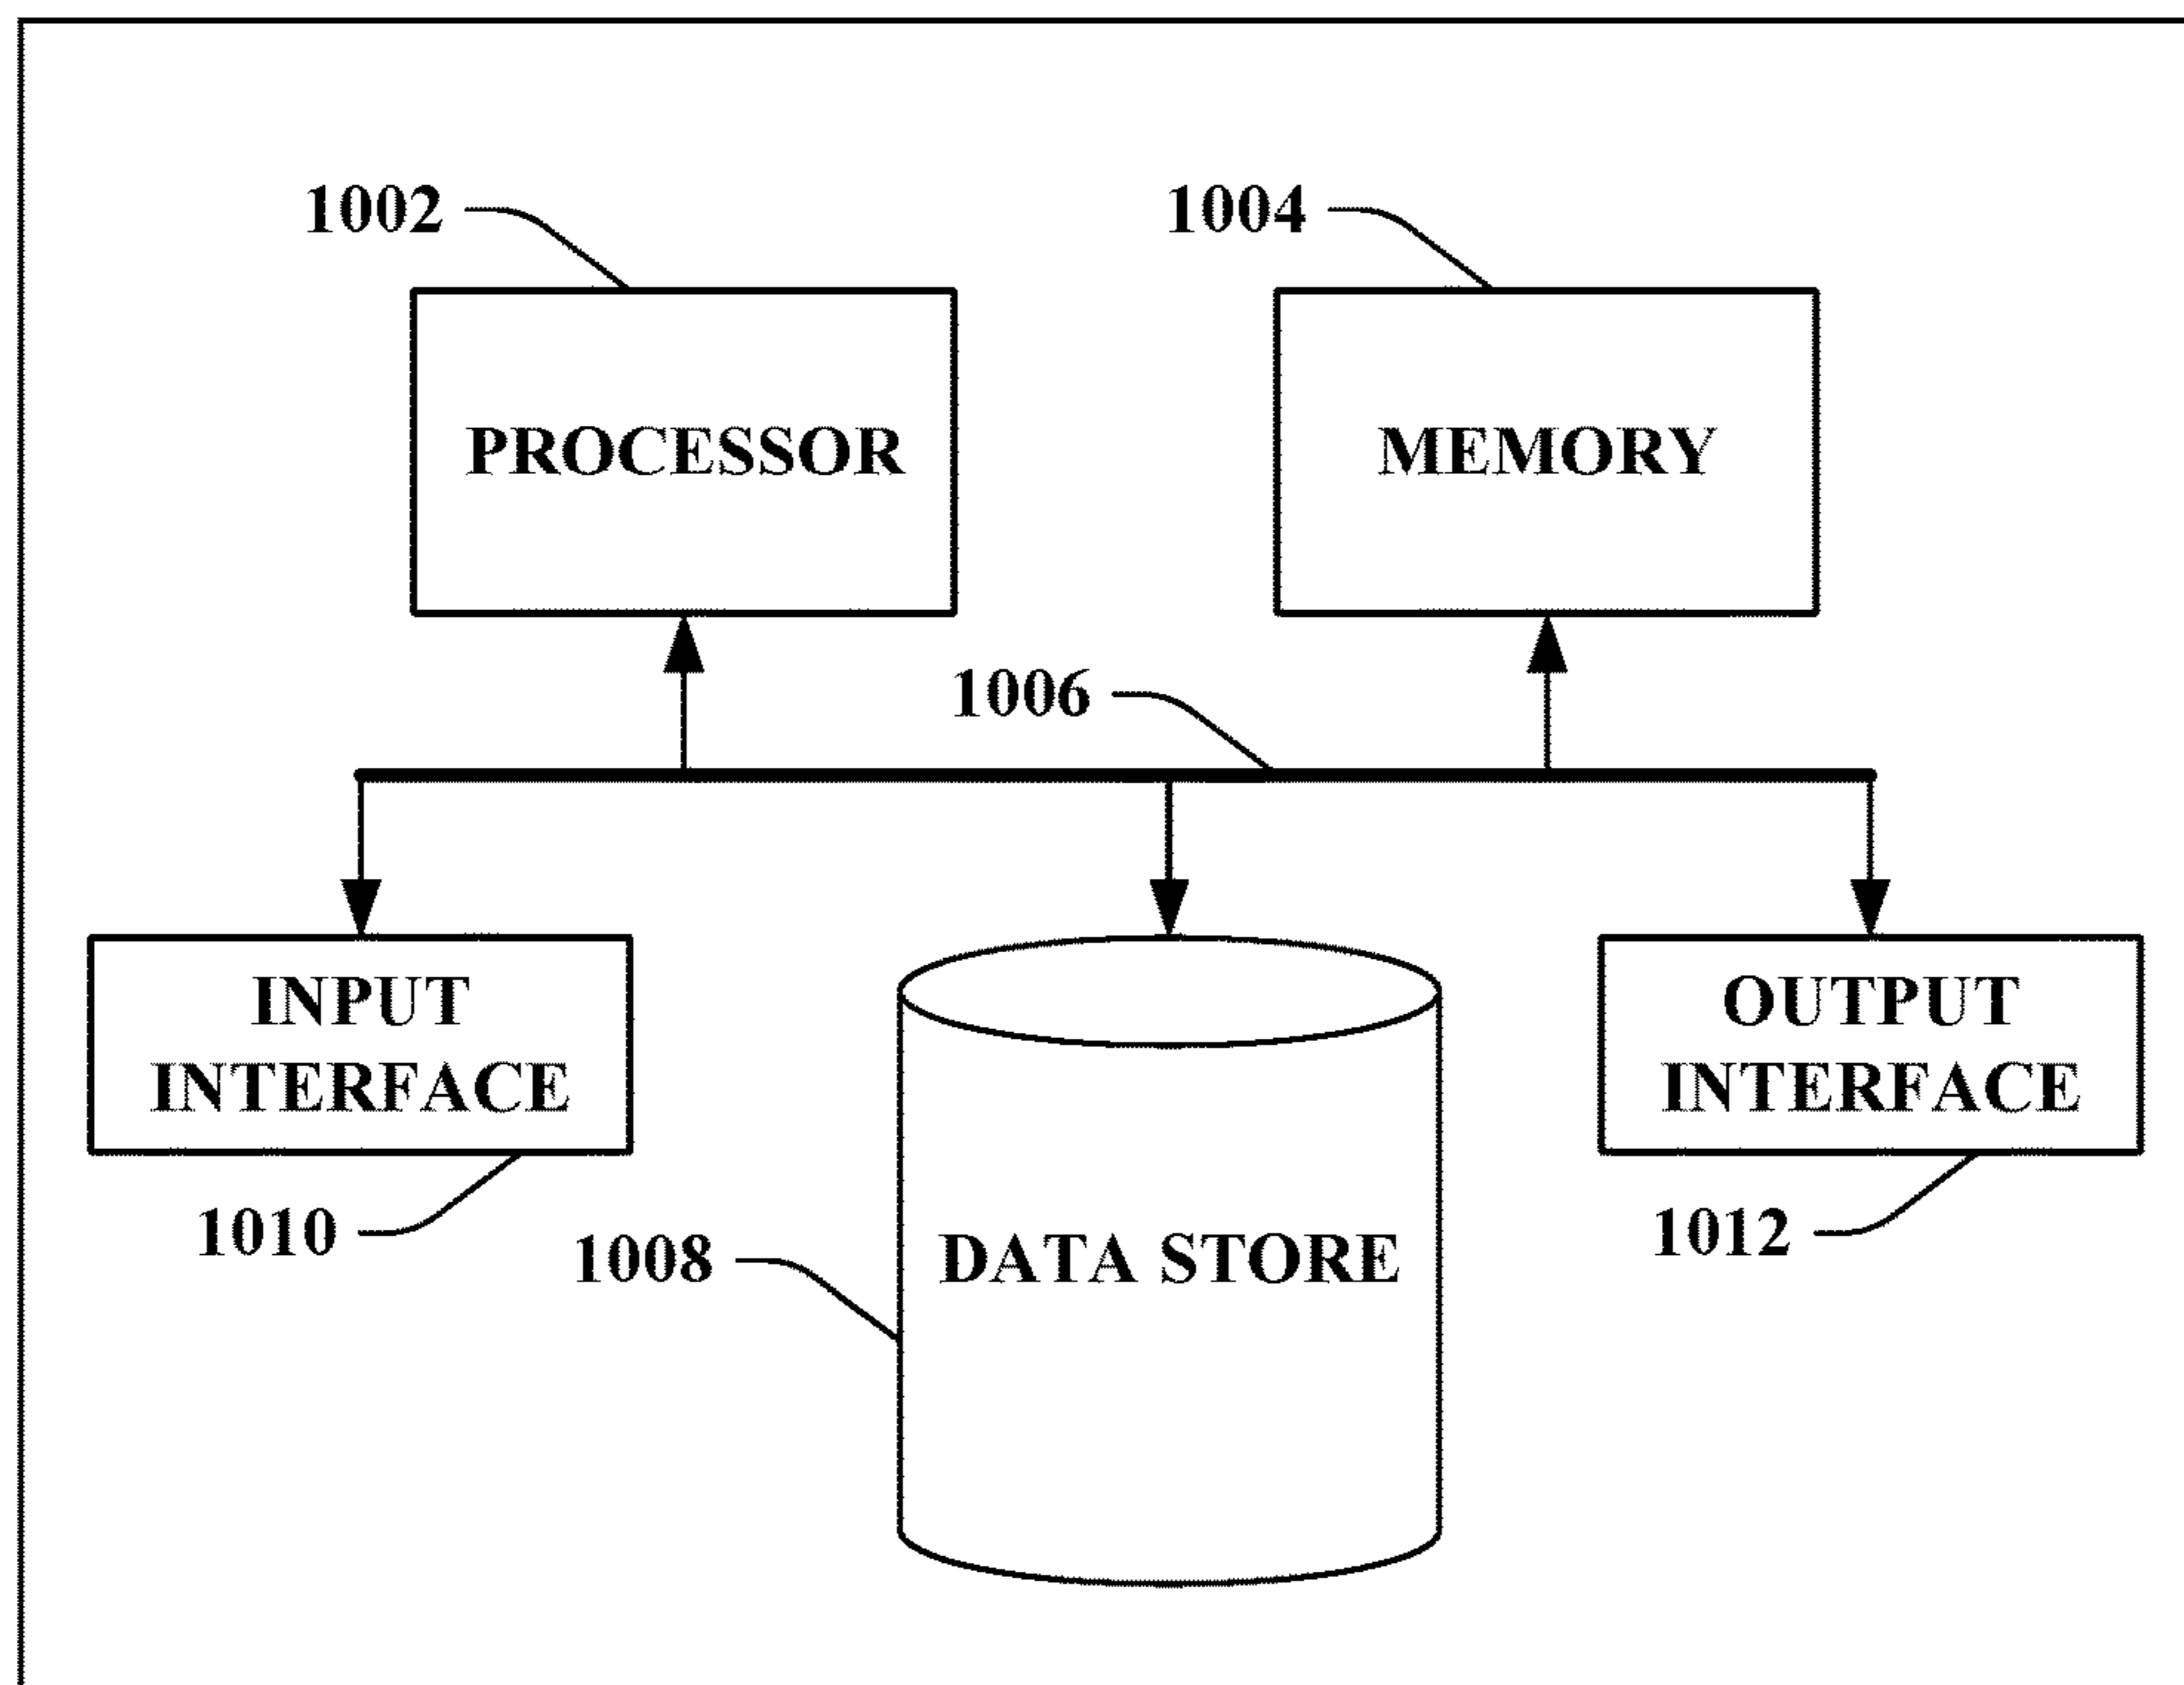 1002
1004
PROCESSOR
MEMORY
1006
INPUT
INTERFACE
OUTPUT
INTERFACE
1010
1008
DATA STORE
1012